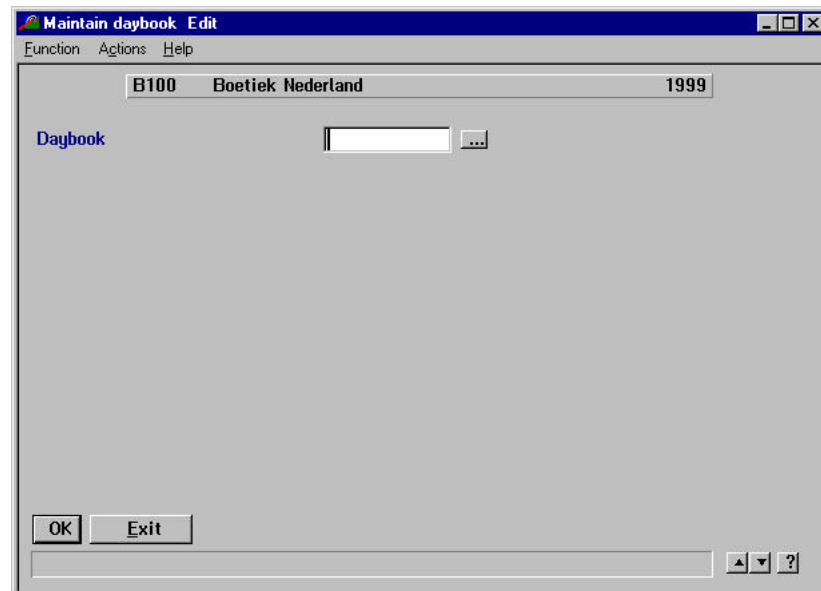 Maintain daybook Edit
Function Actions Help
B100 Boetiek Nederland 1999
Daybook ...
OK Exit
?